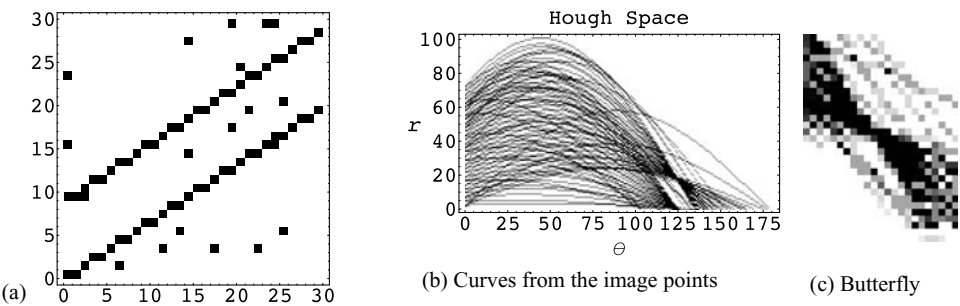 (a)
30
25
20
15
10
5
0
0 5 10 15 20 25 30
Hough Space
100
80
60
40
20
0
r
0 25 50 75 100 125 150 175
θ
(b) Curves from the image points
(c) Butterfly